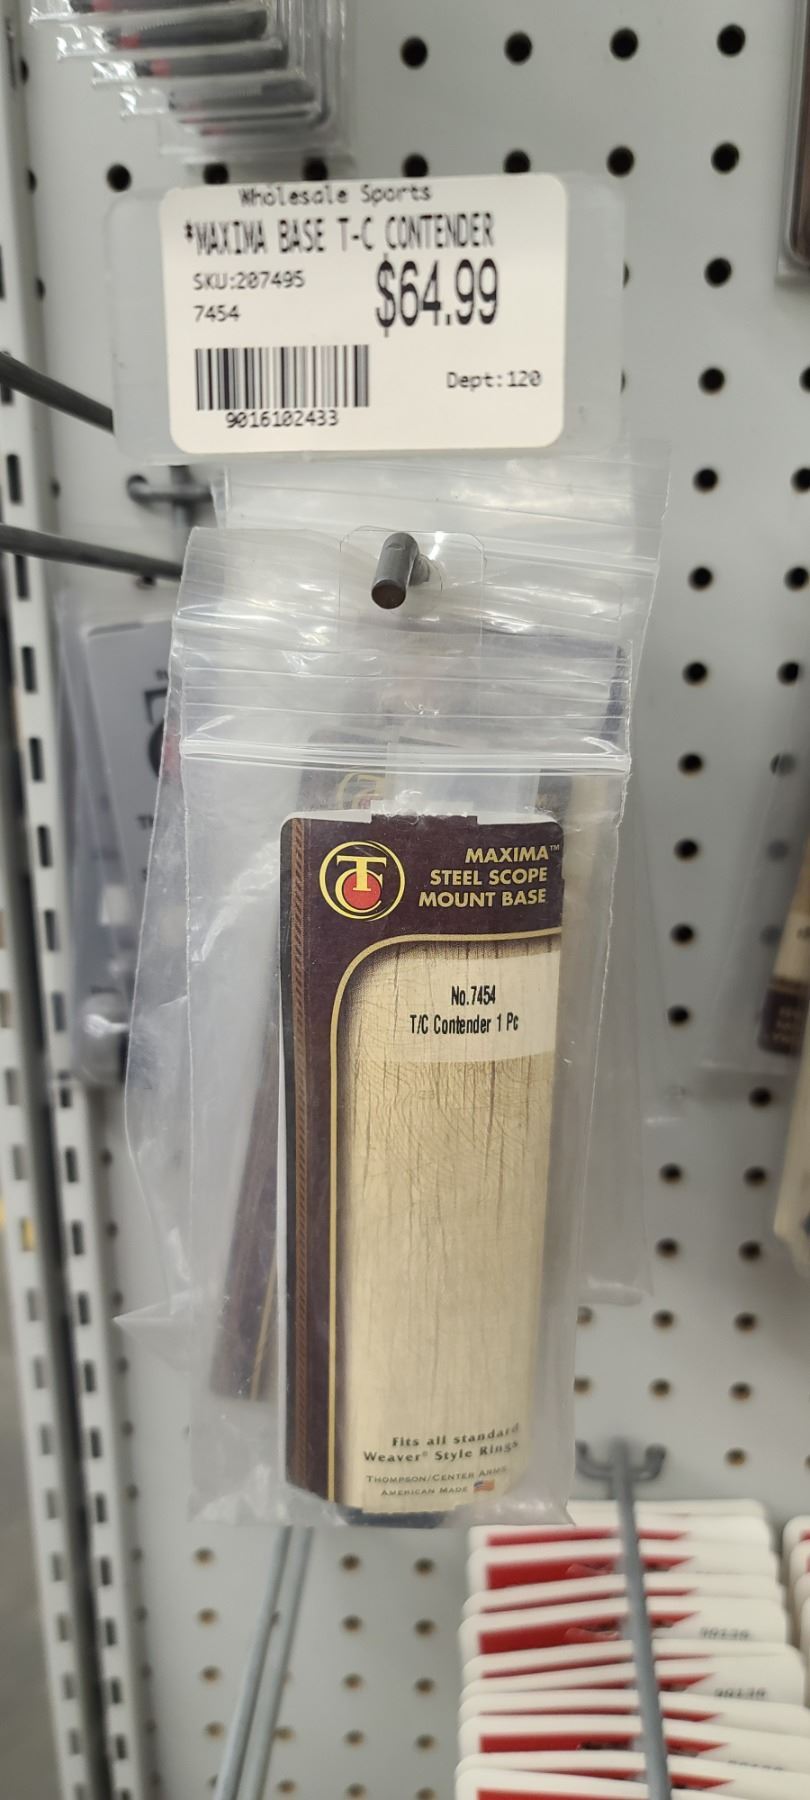 Wholesale Sports
*MAXIMA BASE T-C CONTENDER
SKU:207495
$64.99
7454
Dept:120
9016102433
TC
MAXIMA™
STEEL SCOPE
MOUNT BASE
No.7454
T/C Contender 1 Pc
Fits all standard
Weaver® Style Rings
THOMPSON/CENTER ARMS
AMERICAN MADE